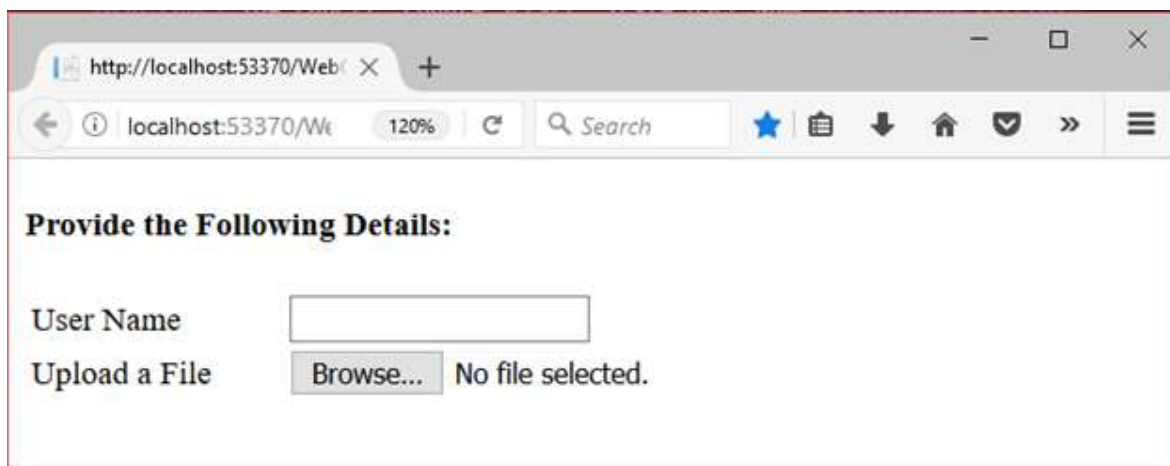 http://localhost:53370/Web
localhost:53370/We 120% Search
Provide the Following Details:
User Name
Upload a File Browse... No file selected.